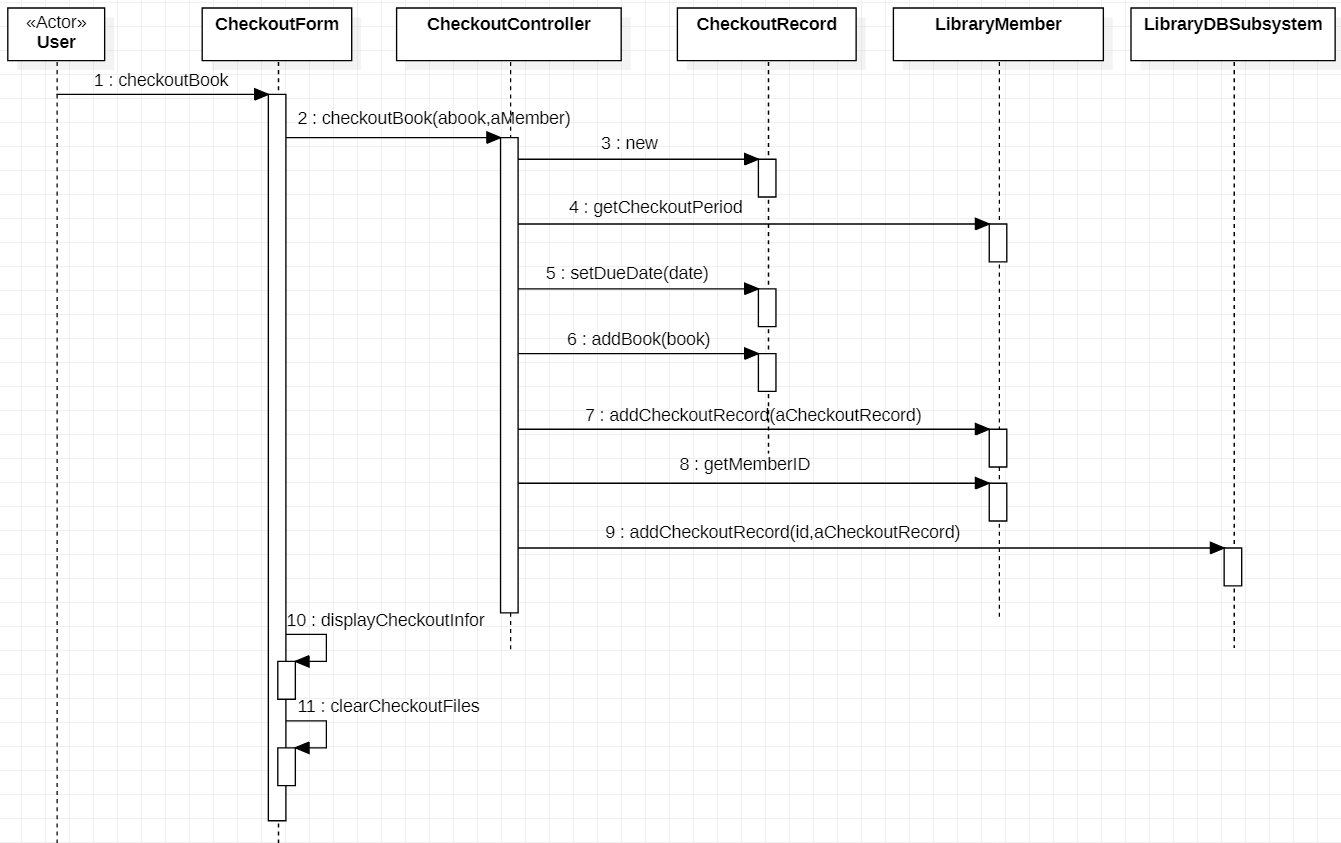 «Actor»
User
CheckoutForm
CheckoutController
CheckoutRecord
LibraryMember
LibraryDBSubsystem
1 : checkoutBook
2 : checkoutBook(abook,aMember)
3 : new
4 : getCheckoutPeriod
5 : setDueDate(date)
6 : addBook(book)
7 : addCheckoutRecord(aCheckoutRecord)
8 : getMemberID
9 : addCheckoutRecord(id,aCheckoutRecord)
10 : displayCheckoutInfor
11 : clearCheckoutFiles